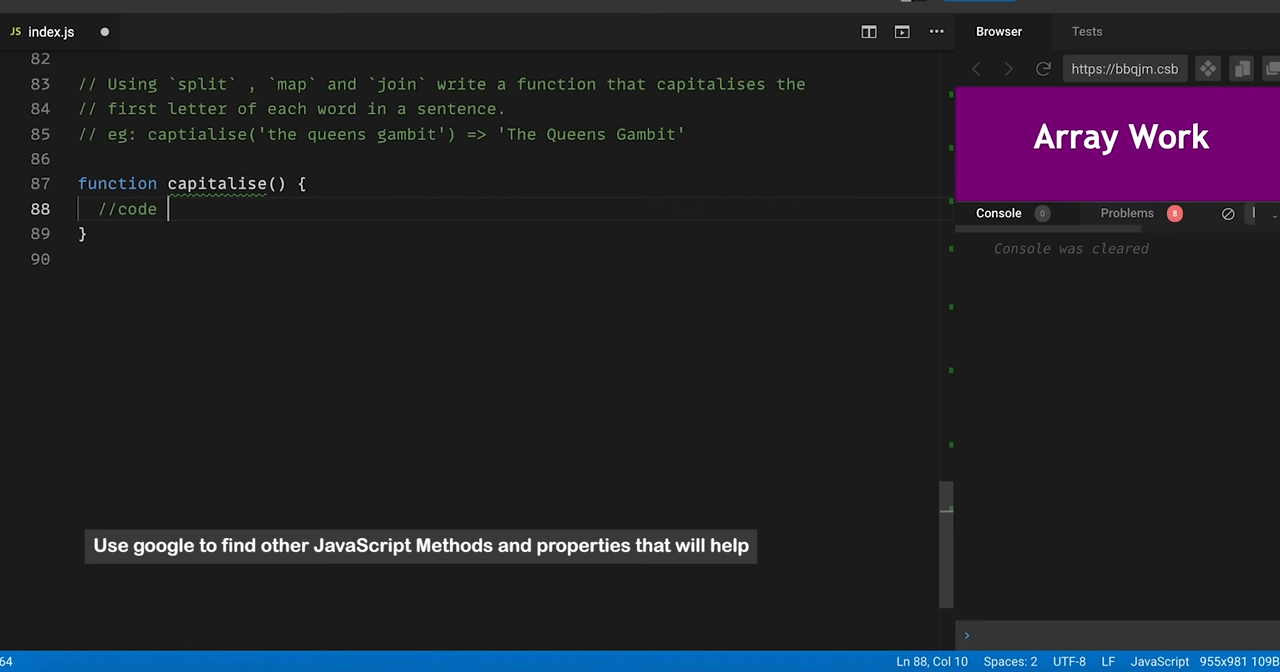 JS index.js
Browser
Tests
https://bbqjm.csb
82
83 // Using `split` , `map` and `join` write a function that capitalises the
84 // first letter of each word in a sentence.
85 // eg: captialise('the queens gambit') => 'The Queens Gambit'
86
87 function capitalise() {
88 //code
89 }
90
Array Work
Console 0
Problems 8
Console was cleared
Use google to find other JavaScript Methods and properties that will help
64
Ln 88, Col 10 Spaces: 2 UTF-8 LF JavaScript 955x981 109B